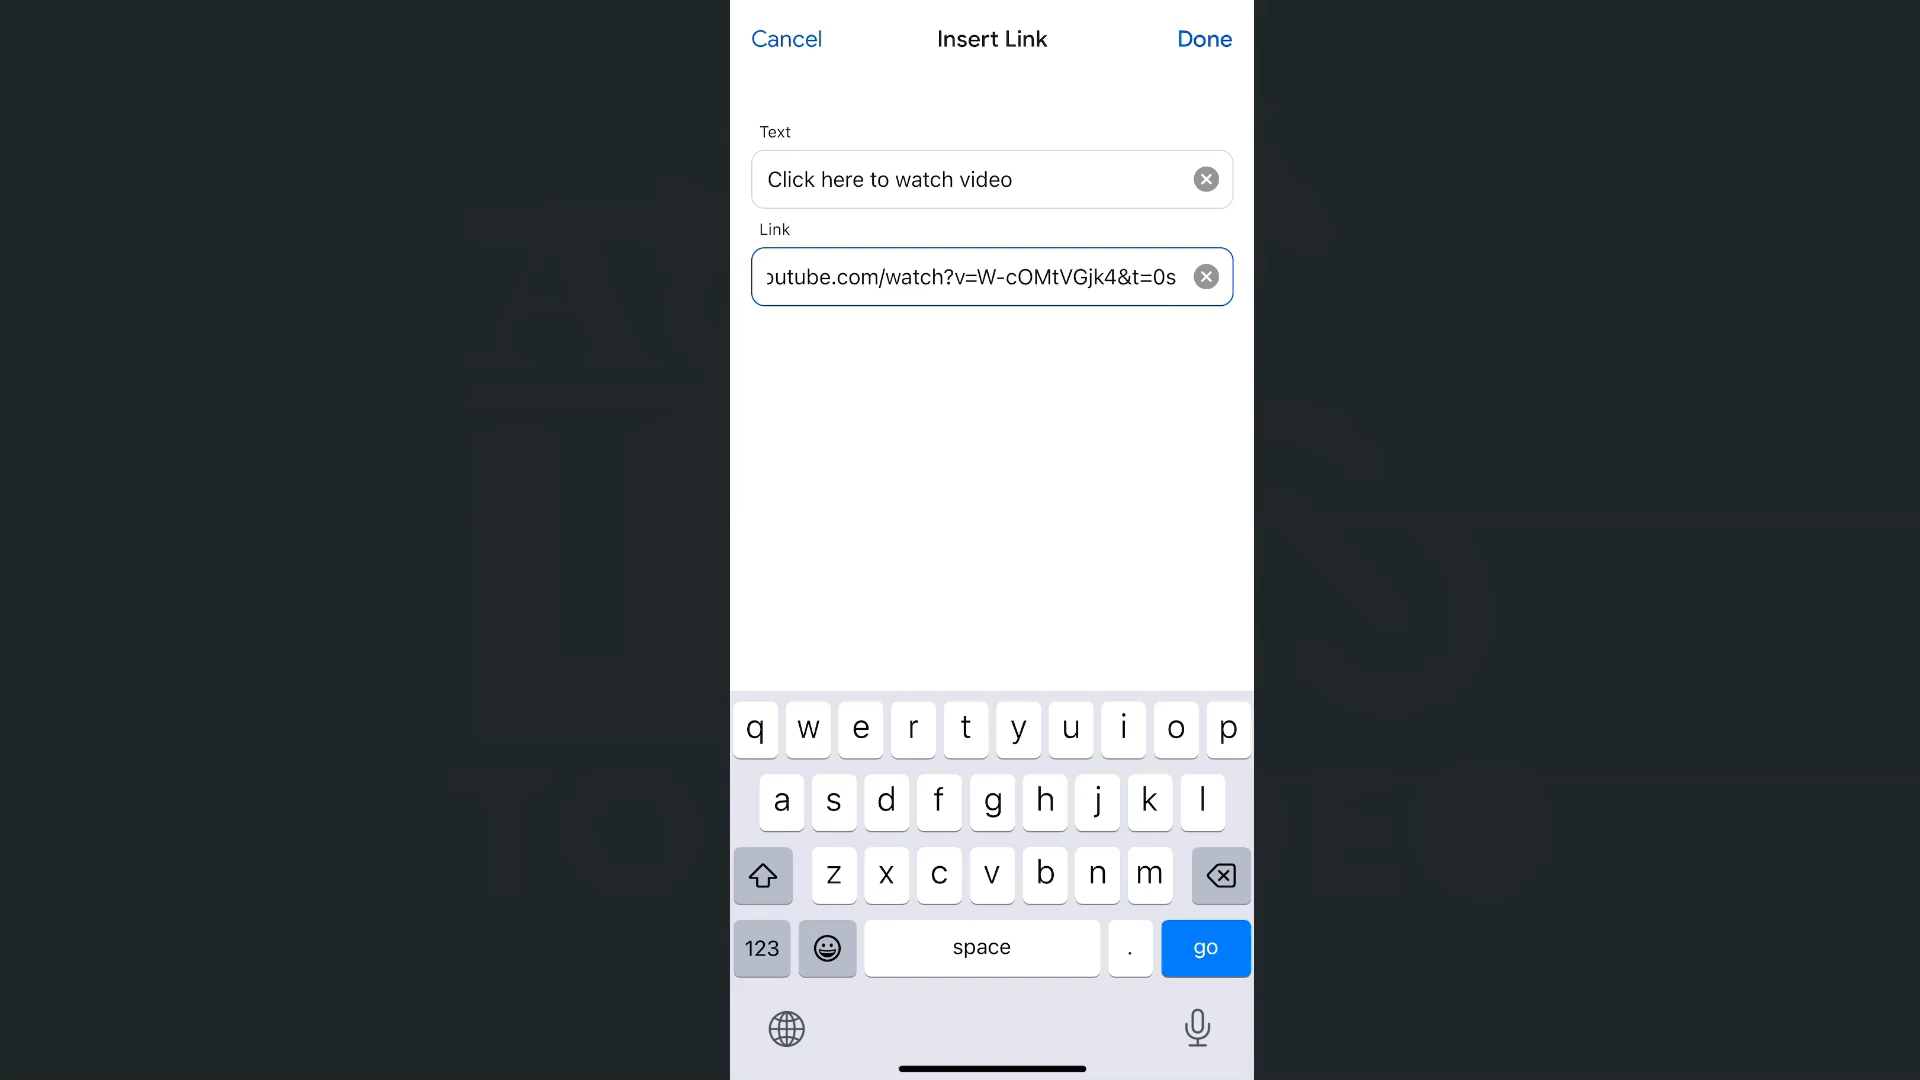 Cancel Insert Link Done
Text
Click here to watch video
Link
outube.com/watch?v=W-cOMtVGjk4&t=0s
q w e r t y u i o p
a s d f g h j k l
z x c v b n m
123 space . go